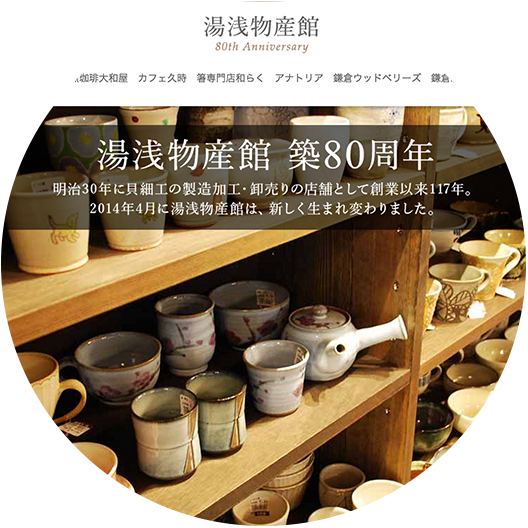 湯浅物産館
80th Anniversary
珈琲大和屋 カフェ久時 箸専門店和らく アナトリア 鎌倉ウッドベリーズ 鎌倉
湯浅物産館 築80周年
明治30年に貝細工の製造加工・卸売りの店舗として創業以来117年。
2014年4月に湯浅物産館は、新しく生まれ変わりました。